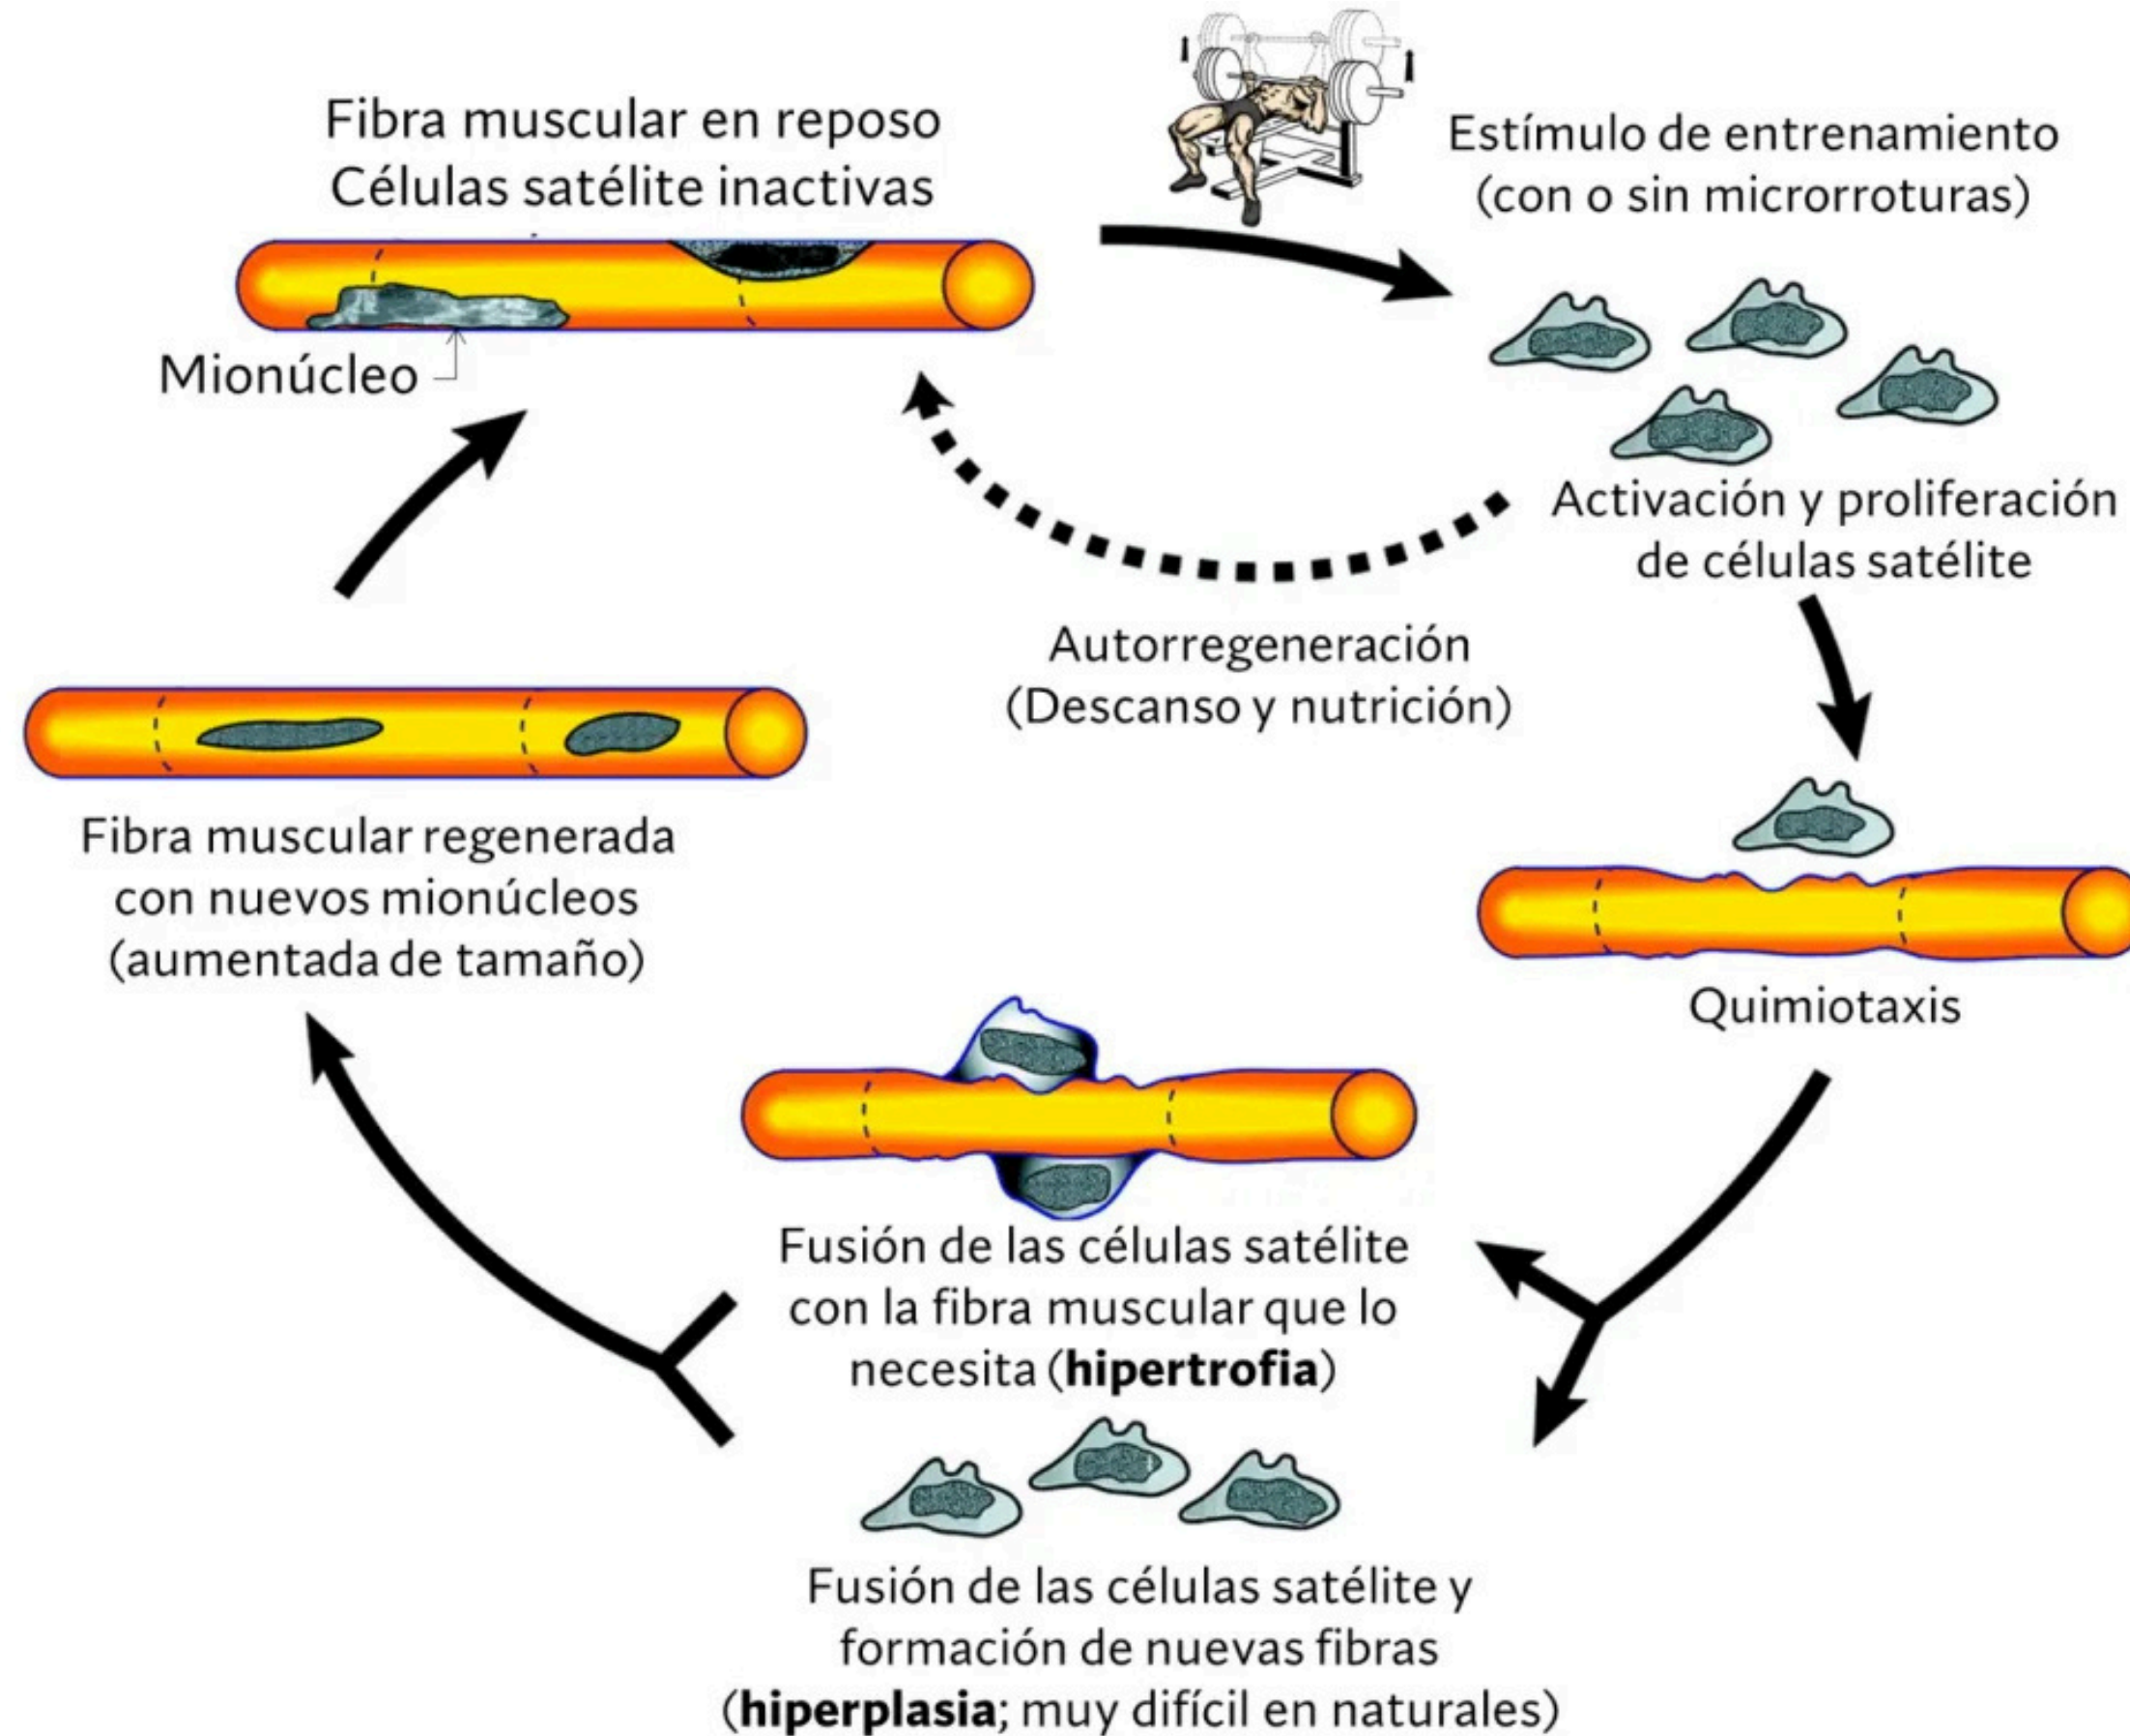 Fibra muscular en reposo
Células satélite inactivas
Mionúcleo
Estímulo de entrenamiento
(con o sin microrroturas)
Activación y proliferación
de células satélite
Autorregeneración
(Descanso y nutrición)
Quimiotaxis
Fusión de las células satélite
con la fibra muscular que lo
necesita (hipertrofia)
Fusión de las células satélite y
formación de nuevas fibras
(hiperplasia; muy difícil en naturales)
Fibra muscular regenerada
con nuevos mionúcleos
(aumentada de tamaño)